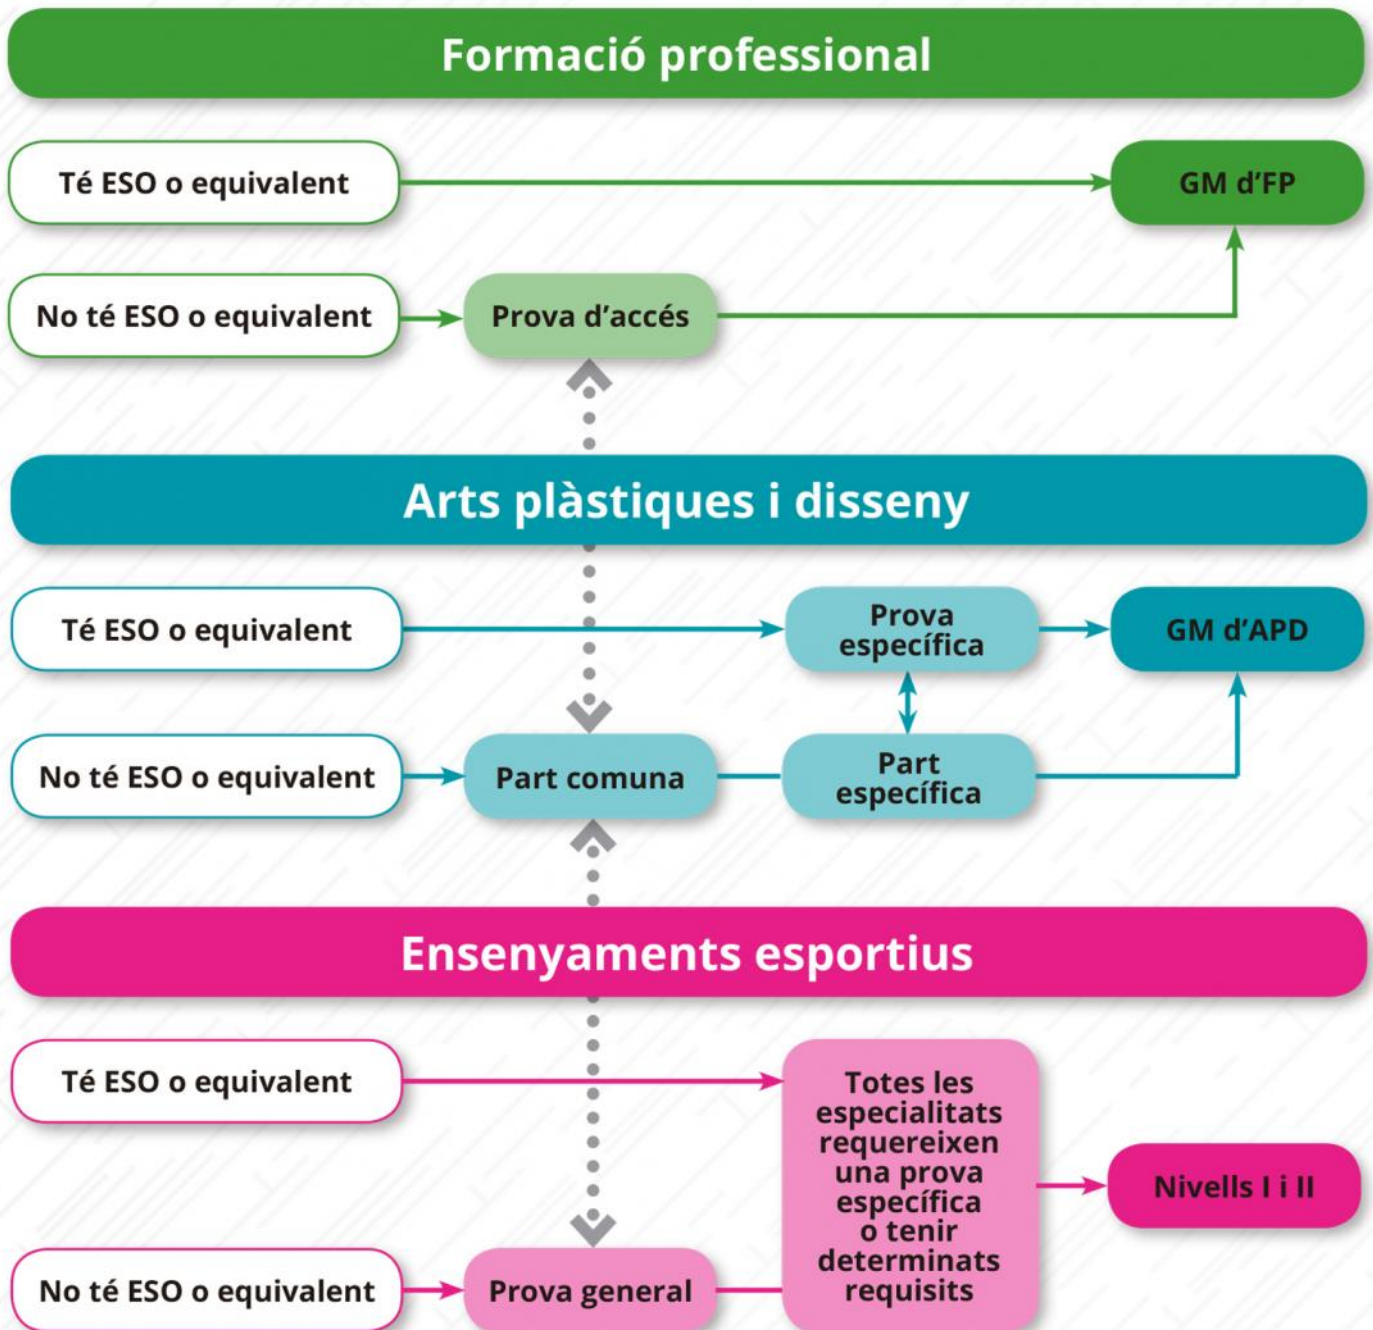 Formació professional
Té ESO o equivalent
GM d'FP
No té ESO o equivalent
Prova d'accés
Arts plàstiques i disseny
Té ESO o equivalent
Prova
específica
GM d'APD
No té ESO o equivalent
Part comuna
Part
específica
Ensenyaments esportius
Té ESO o equivalent
Totes les
especialitats
requereixen
una prova
específica
o tenir
determinats
requisits
Nivells I i II
No té ESO o equivalent
Prova general